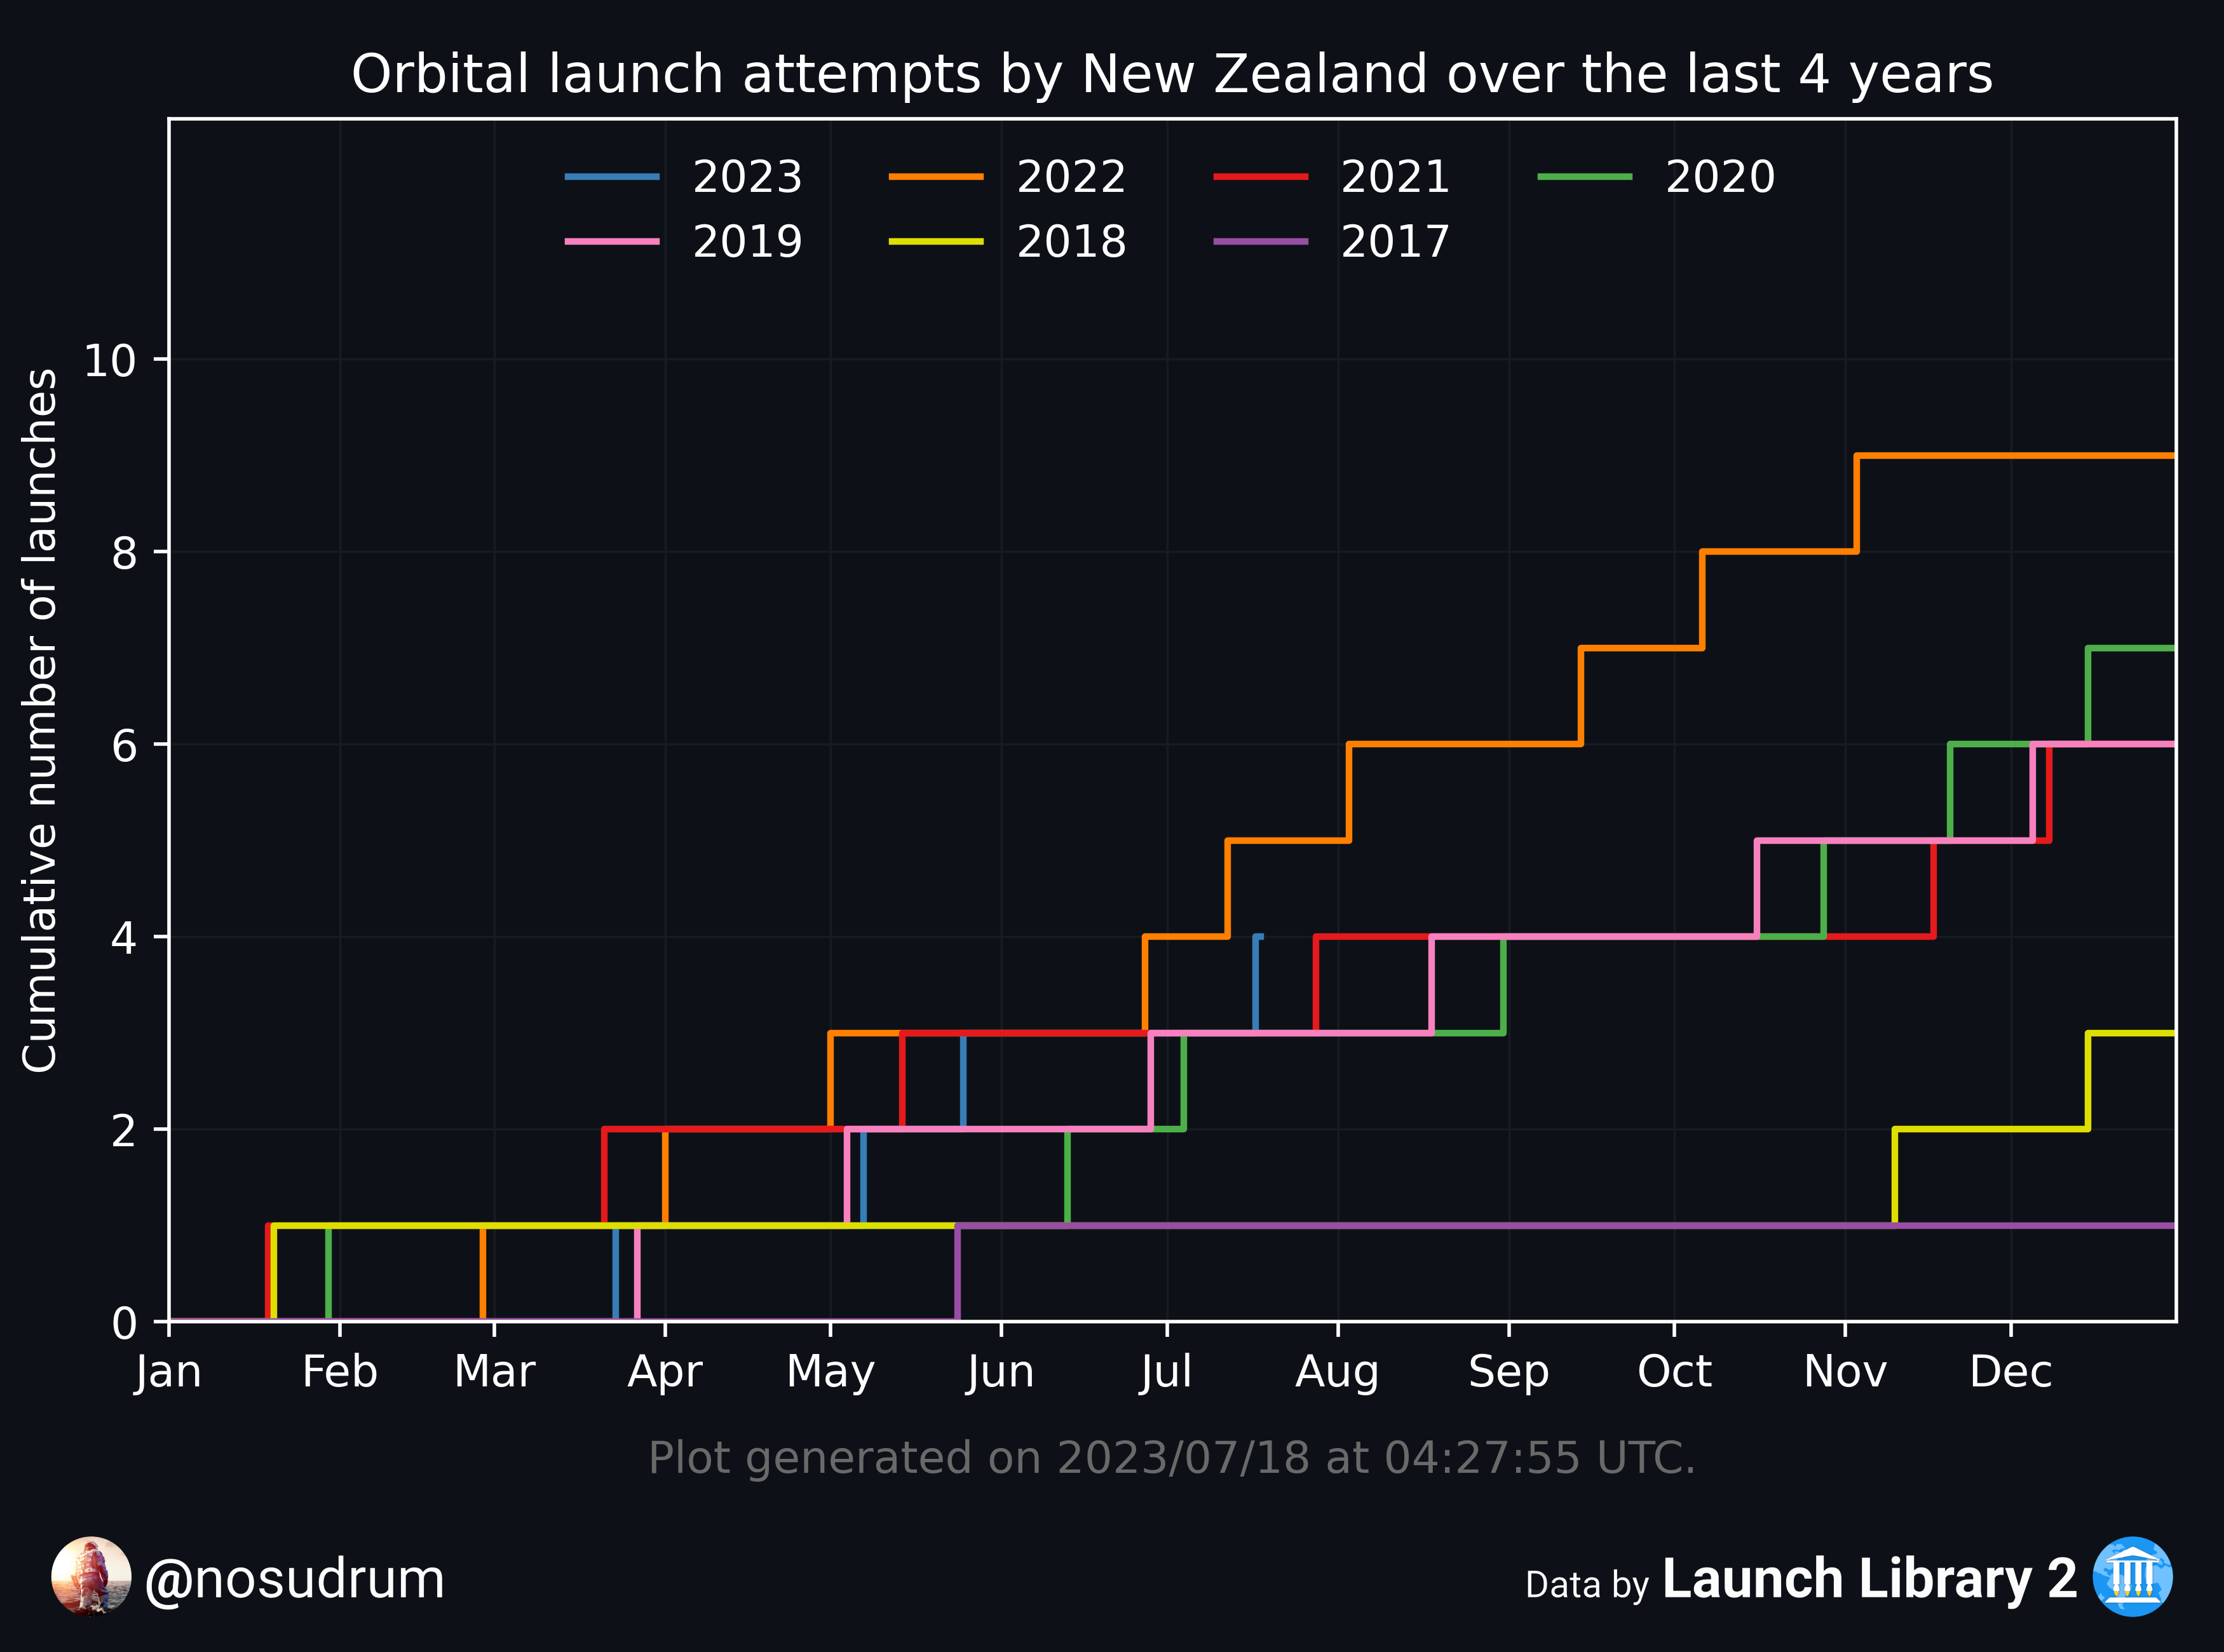 Orbital launch attempts by New Zealand over the last 4 years
2023 2022 2021 2020
2019 2018 2017
Cumulative number of launches
10
8
6
4
2
0
Jan Feb Mar Apr May Jun Jul Aug Sep Oct Nov Dec
Plot generated on 2023/07/18 at 04:27:55 UTC.
@nosudrum
Data by Launch Library 2